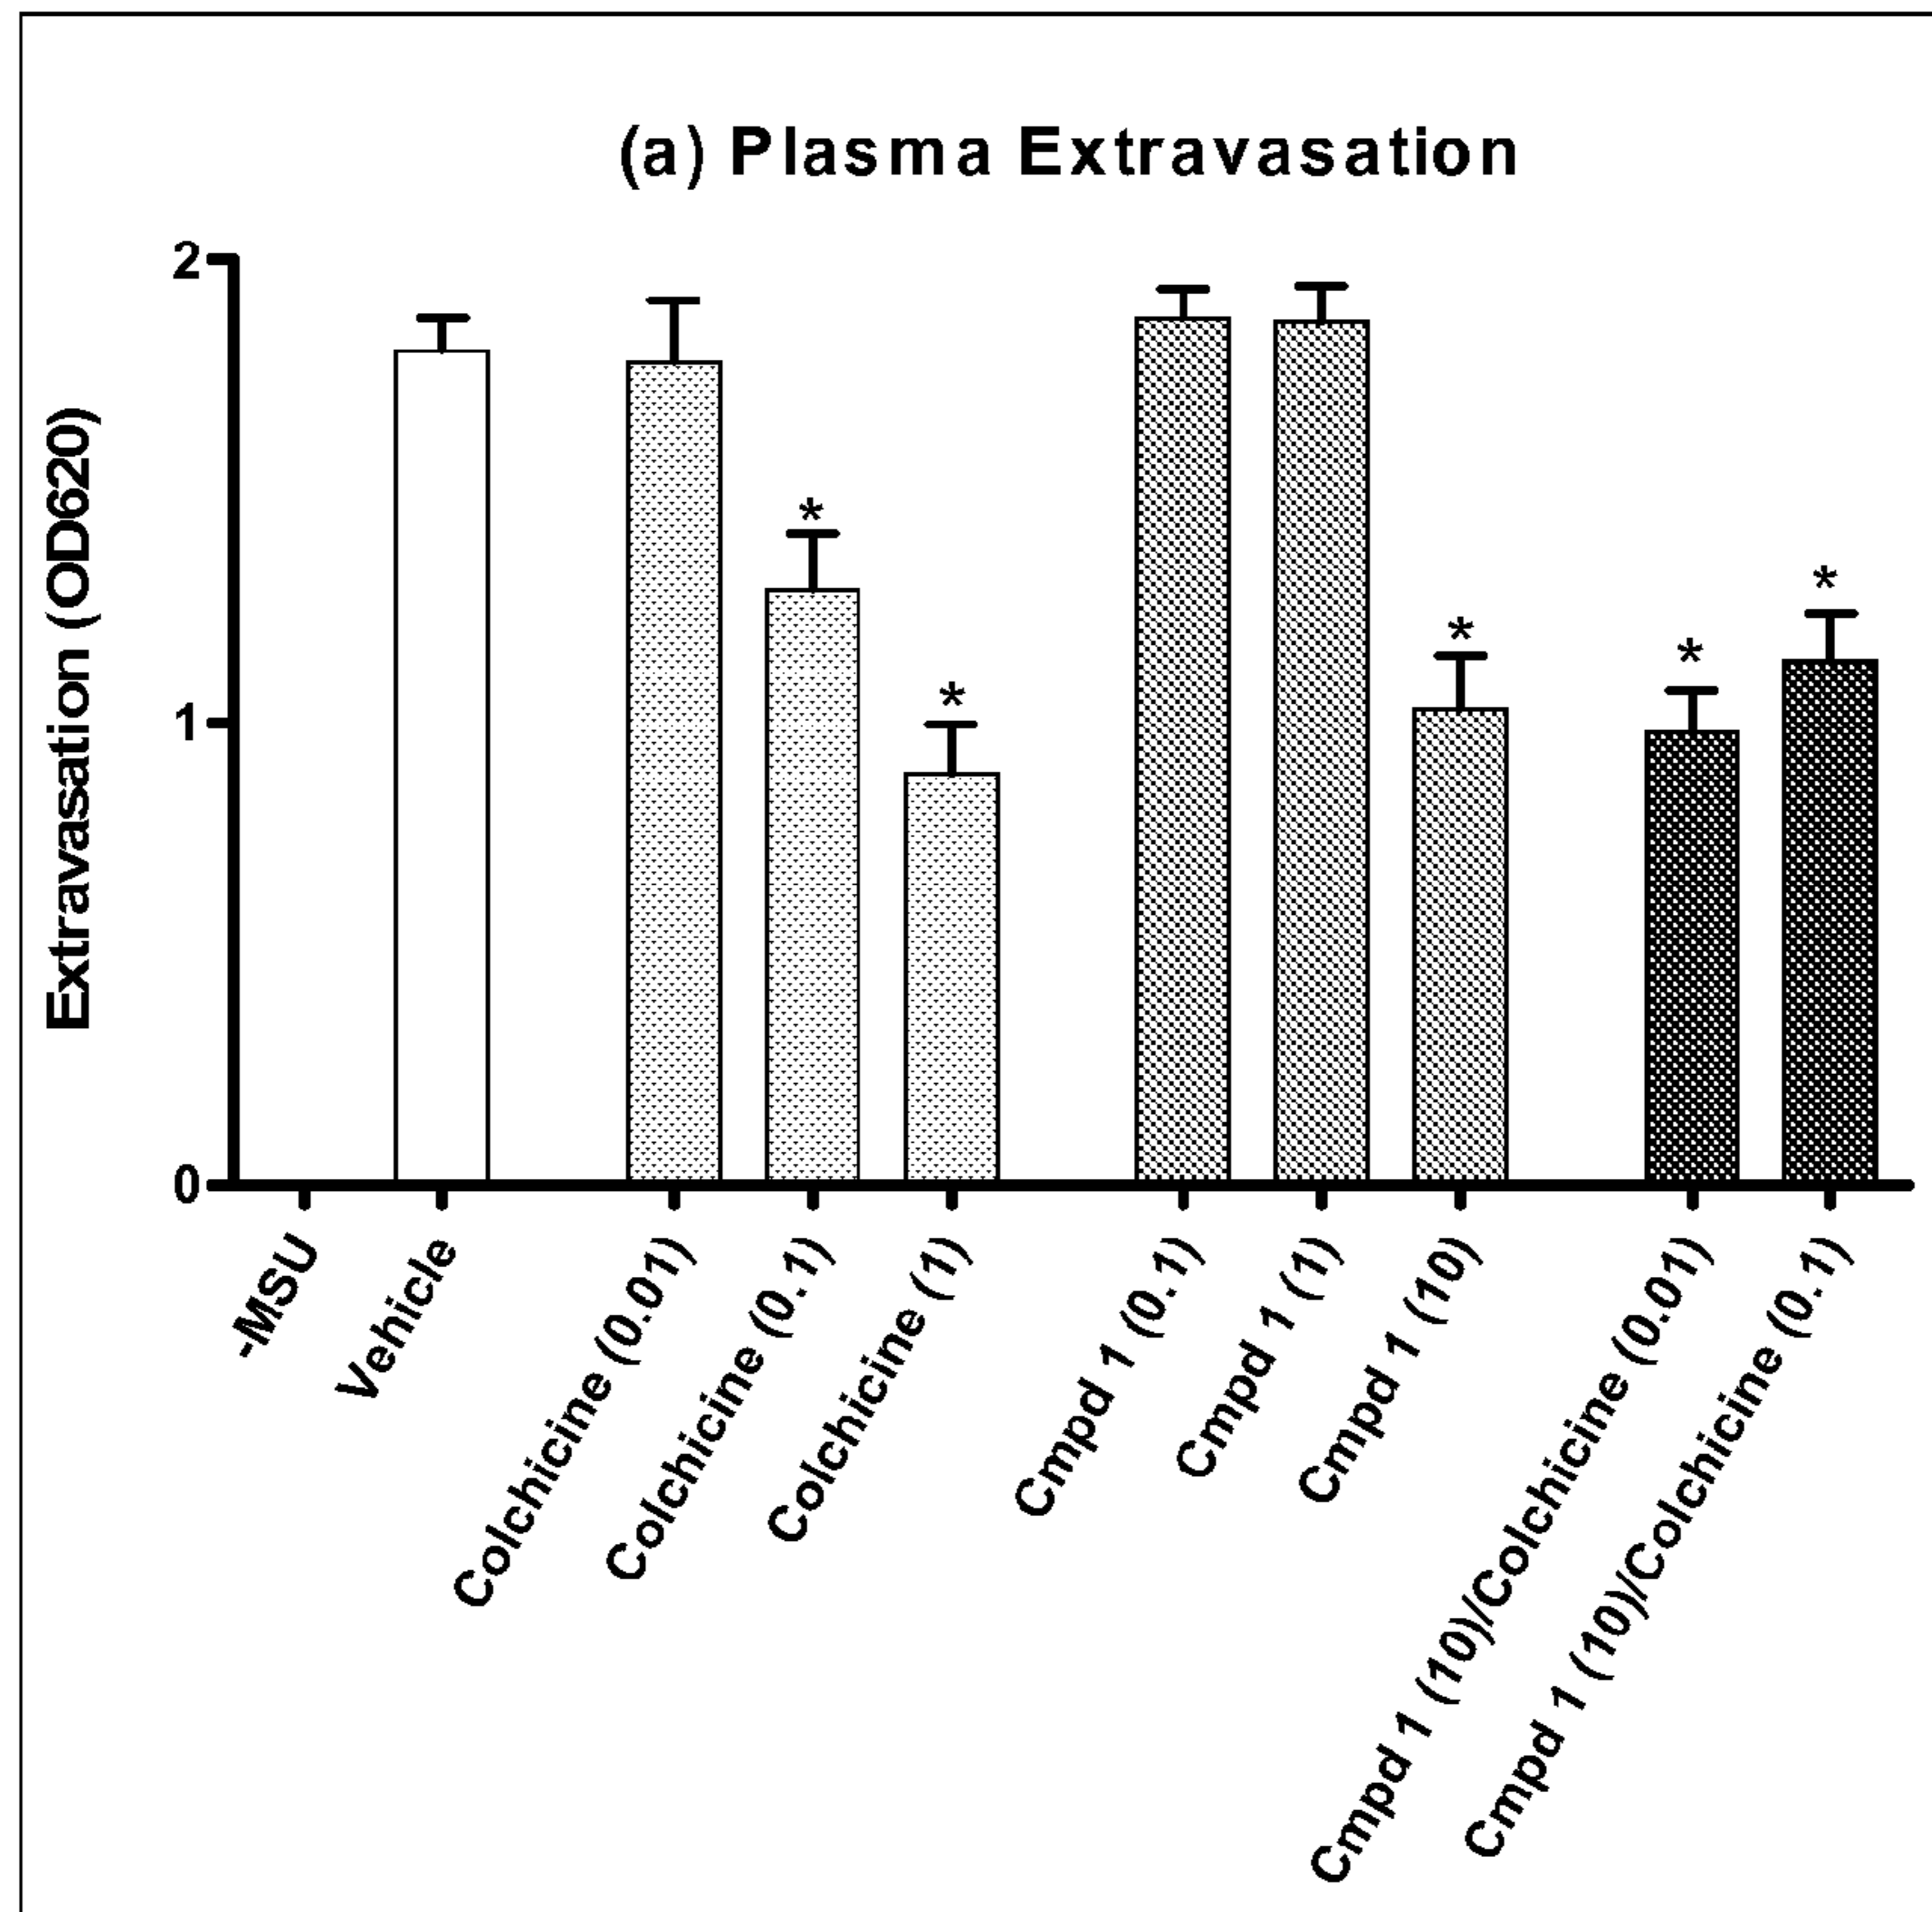 (a) Plasma Extravasation
Extravasation (OD620)
2
1
0
*
*
*
*
*
-MSU
Vehicle
Colchicine (0.01)
Colchicine (0.1)
Colchicine (1)
Cmpd 1 (0.1)
Cmpd 1 (1)
Cmpd 1 (10)
Cmpd 1 (10)/Colchicine (0.01)
Cmpd 1 (10)/Colchicine (0.1)